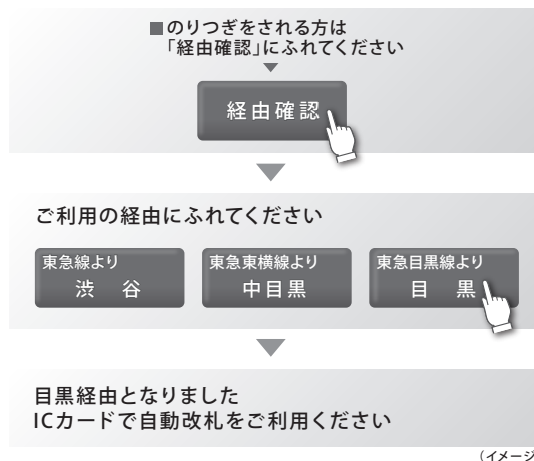 ■のりつぎをされる方は
「経由確認」にふれてください
経由確認
ご利用の経由にふれてください
東急線より
渋 谷
東急東横線より
中目黒
東急目黒線より
目 黒
目黒経由となりました
ICカードで自動改札をご利用ください
(イメージ